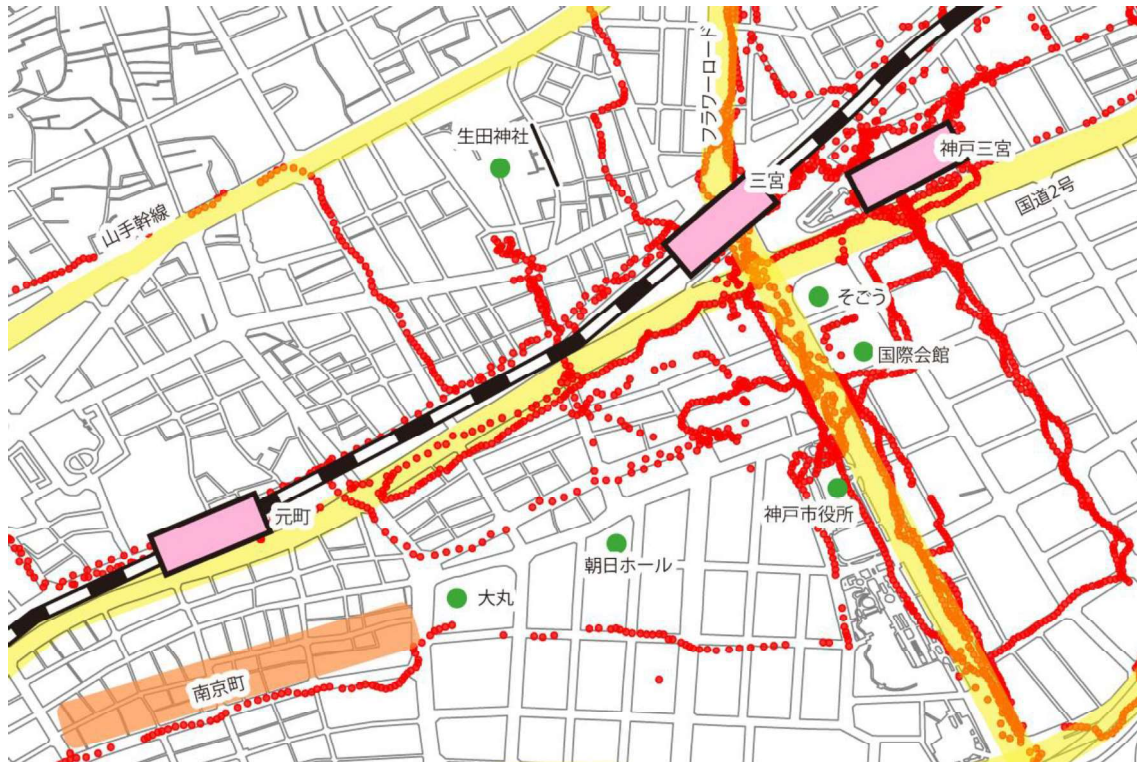 フラワーロード
生田神社
神戸三宮
三宮
国道2号
山手幹線
そごう
国際会館
元町
神戸市役所
朝日ホール
大丸
南京町